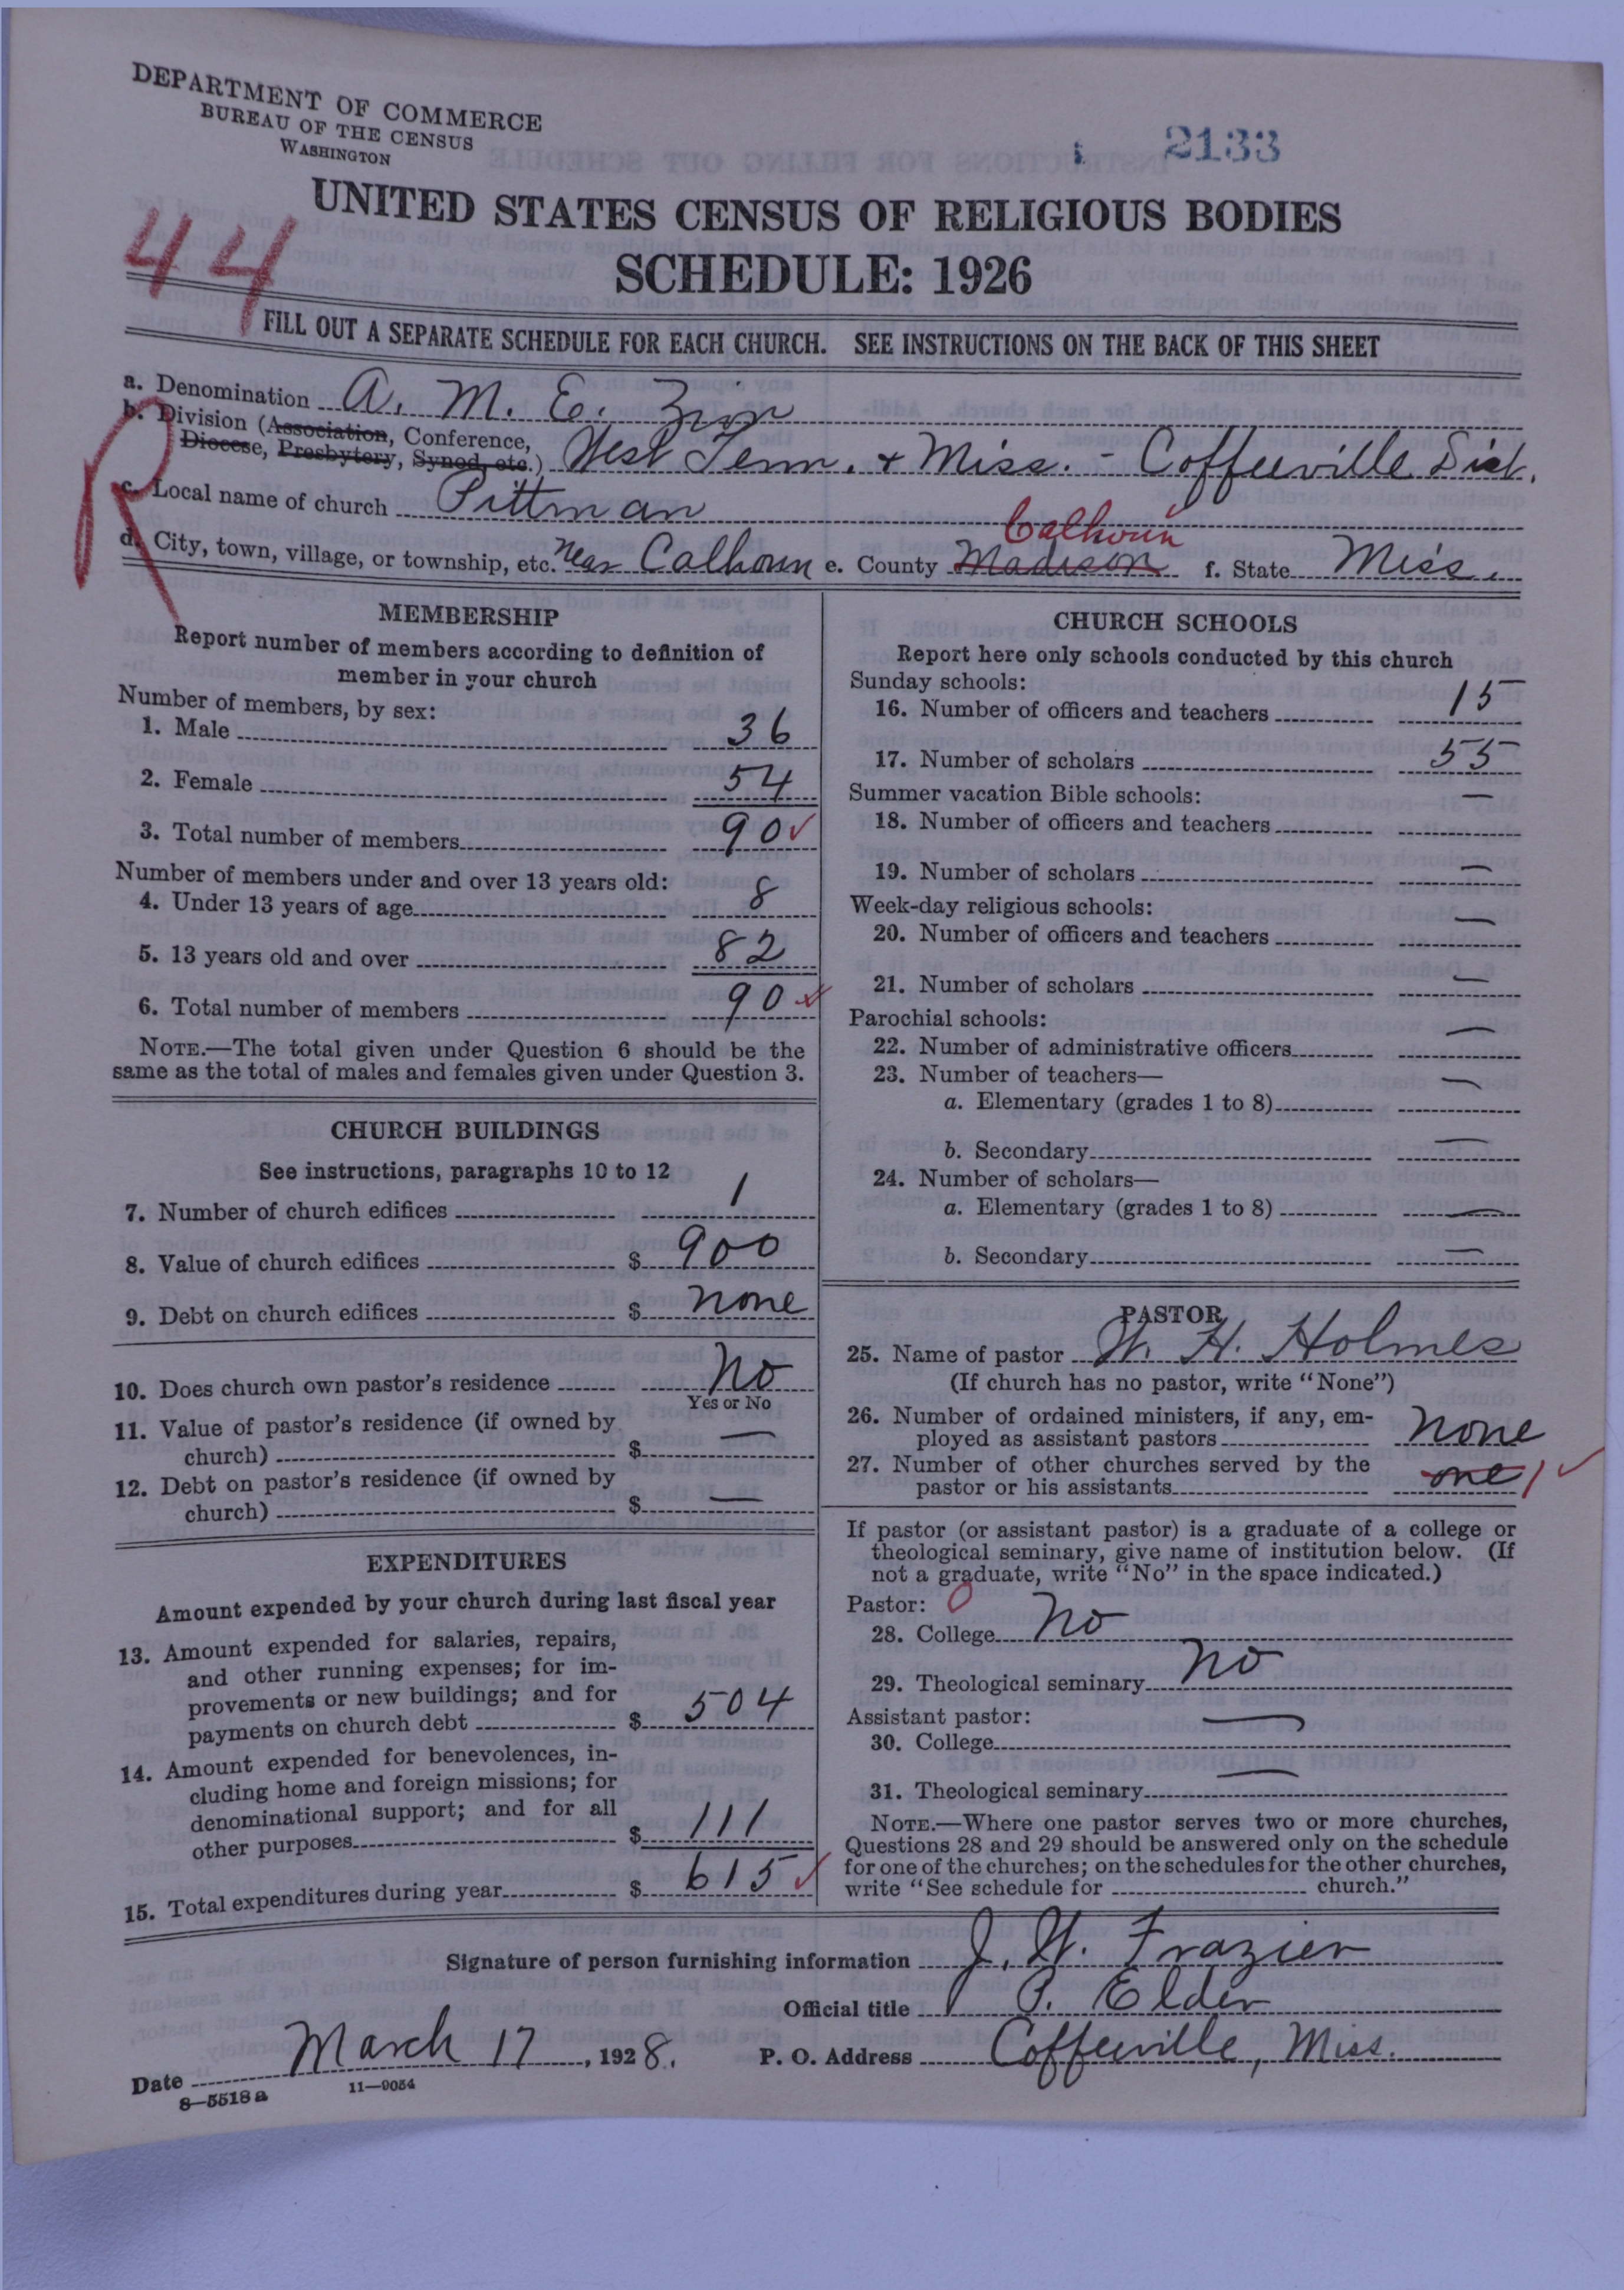 DEPARTMENT OF COMMERCE
BUREAU OF THE CENSUS
WASHINGTON
2133
UNITED STATES CENSUS OF RELIGIOUS BODIES
SCHEDULE: 1926
44
FILL OUT A SEPARATE SCHEDULE FOR EACH CHURCH. SEE INSTRUCTIONS ON THE BACK OF THIS SHEET
R
a. Denomination A. M. E. Zion
b. Division (Association, Conference,
Diocese, Presbytery, Synod, etc.) West Tenn. & Miss. - Coffeeville Dist.
c. Local name of church Pittman
d. City, town, village, or township, etc. Near Calhoun e. County Madison Calhoun f. State Miss.
MEMBERSHIP
Report number of members according to definition of
member in your church
Number of members, by sex:
1. Male 36
2. Female 54
3. Total number of members 90 ✓
Number of members under and over 13 years old:
4. Under 13 years of age 8
5. 13 years old and over 82
6. Total number of members 90 ✓
NOTE.—The total given under Question 6 should be the
same as the total of males and females given under Question 3.
CHURCH BUILDINGS
See instructions, paragraphs 10 to 12
7. Number of church edifices 1
8. Value of church edifices $ 900
9. Debt on church edifices $ none
10. Does church own pastor's residence No
Yes or No
11. Value of pastor's residence (if owned by
church) $ —
12. Debt on pastor's residence (if owned by
church) $ —
EXPENDITURES
Amount expended by your church during last fiscal year
13. Amount expended for salaries, repairs,
and other running expenses; for im-
provements or new buildings; and for
payments on church debt $ 504
14. Amount expended for benevolences, in-
cluding home and foreign missions; for
denominational support; and for all
other purposes $ 111
15. Total expenditures during year $ 615 ✓
CHURCH SCHOOLS
Report here only schools conducted by this church
Sunday schools:
16. Number of officers and teachers 15
17. Number of scholars 55
Summer vacation Bible schools:
18. Number of officers and teachers —
19. Number of scholars —
Week-day religious schools:
20. Number of officers and teachers —
21. Number of scholars —
Parochial schools:
22. Number of administrative officers —
23. Number of teachers—
a. Elementary (grades 1 to 8) —
b. Secondary —
24. Number of scholars—
a. Elementary (grades 1 to 8) —
b. Secondary —
PASTOR
25. Name of pastor W. H. Holmes
(If church has no pastor, write "None")
26. Number of ordained ministers, if any, em-
ployed as assistant pastors none
27. Number of other churches served by the
pastor or his assistants one 1 ✓
If pastor (or assistant pastor) is a graduate of a college or
theological seminary, give name of institution below. (If
not a graduate, write "No" in the space indicated.)
Pastor: 0
28. College No
29. Theological seminary No
Assistant pastor:
30. College —
31. Theological seminary —
NOTE.—Where one pastor serves two or more churches,
Questions 28 and 29 should be answered only on the schedule
for one of the churches; on the schedules for the other churches,
write "See schedule for church."
Signature of person furnishing information J. W. Frazier
Official title P. Elder
Date March 17, 1928. P. O. Address Coffeeville, Miss.
8—5518a 11—9054